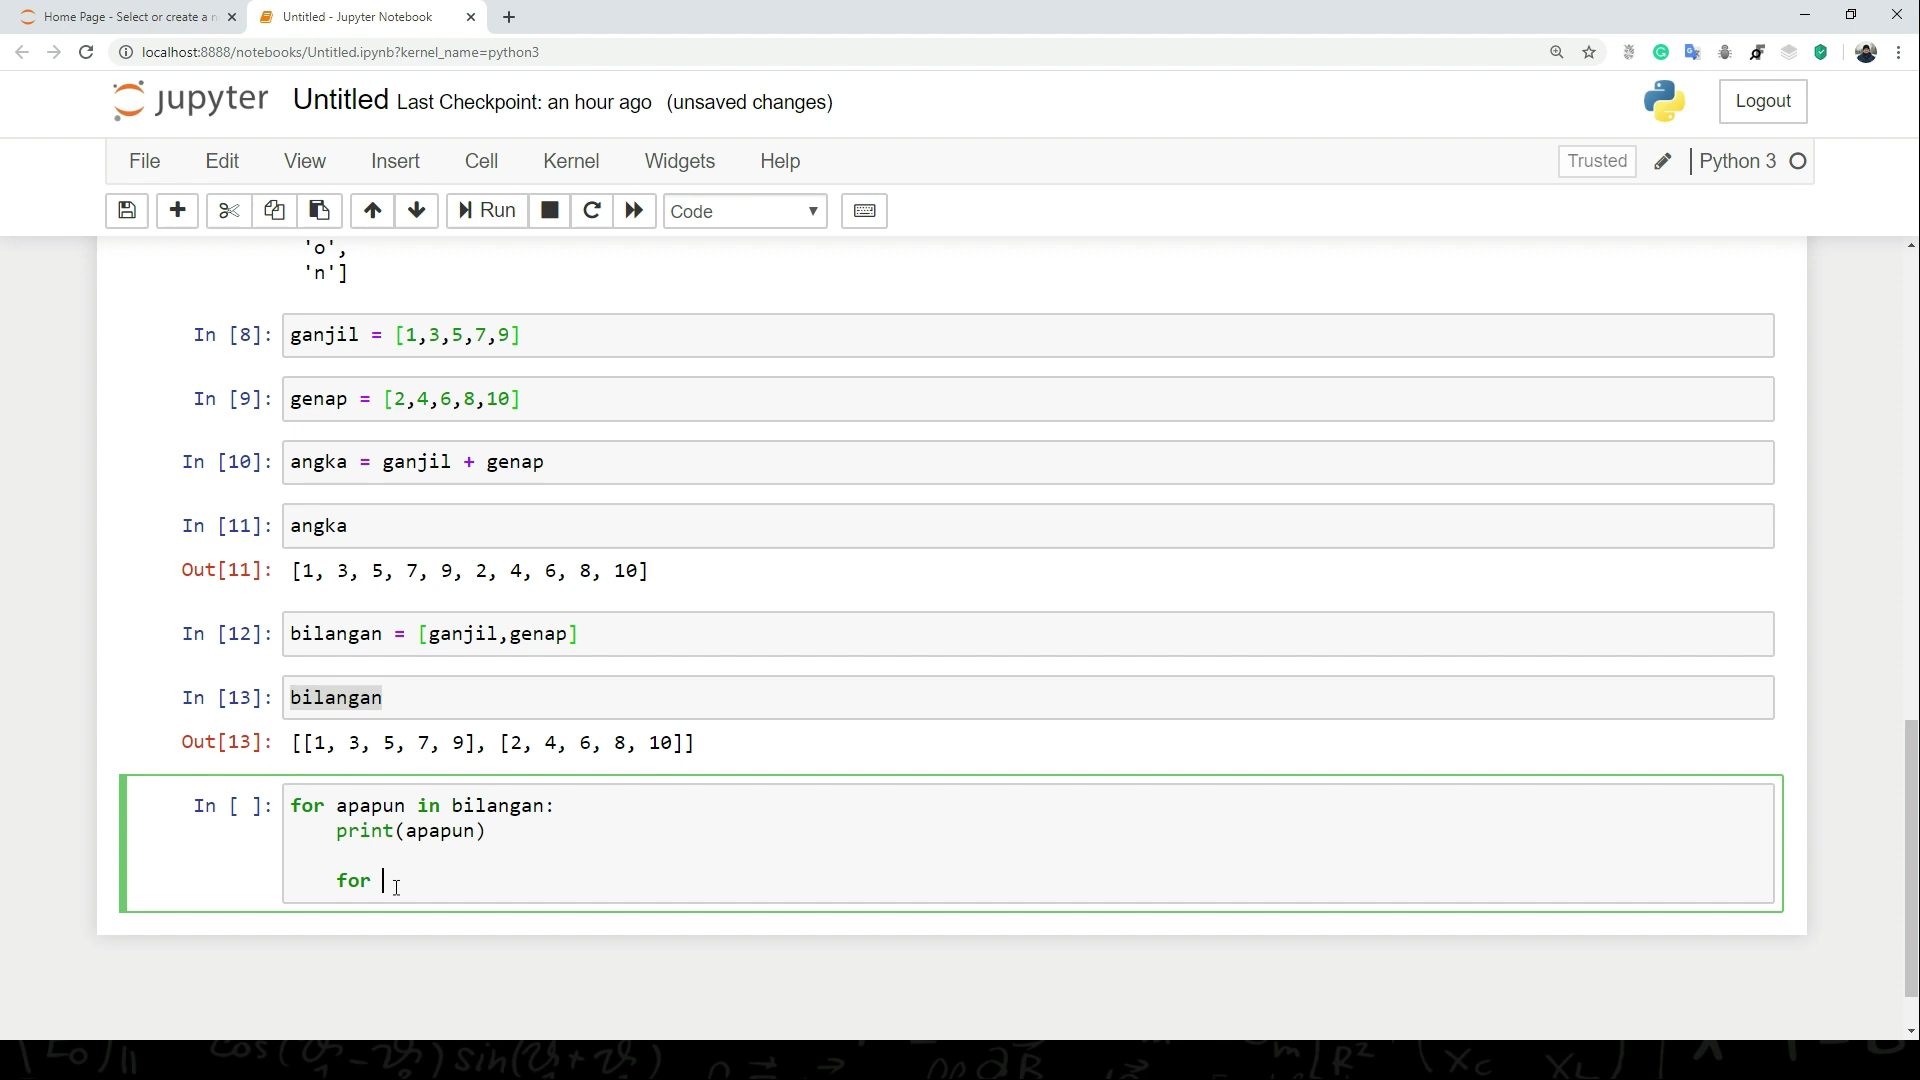 Home Page - Select or create a n
Untitled - Jupyter Notebook
localhost:8888/notebooks/Untitled.ipynb?kernel_name=python3
jupyter Untitled Last Checkpoint: an hour ago (unsaved changes)
Logout
File Edit View Insert Cell Kernel Widgets Help
Trusted Python 3
Run Code
'o',
'n']
In [8]: ganjil = [1,3,5,7,9]
In [9]: genap = [2,4,6,8,10]
In [10]: angka = ganjil + genap
In [11]: angka
Out[11]: [1, 3, 5, 7, 9, 2, 4, 6, 8, 10]
In [12]: bilangan = [ganjil,genap]
In [13]: bilangan
Out[13]: [[1, 3, 5, 7, 9], [2, 4, 6, 8, 10]]
In [ ]: for apapun in bilangan:
print(apapun)
for